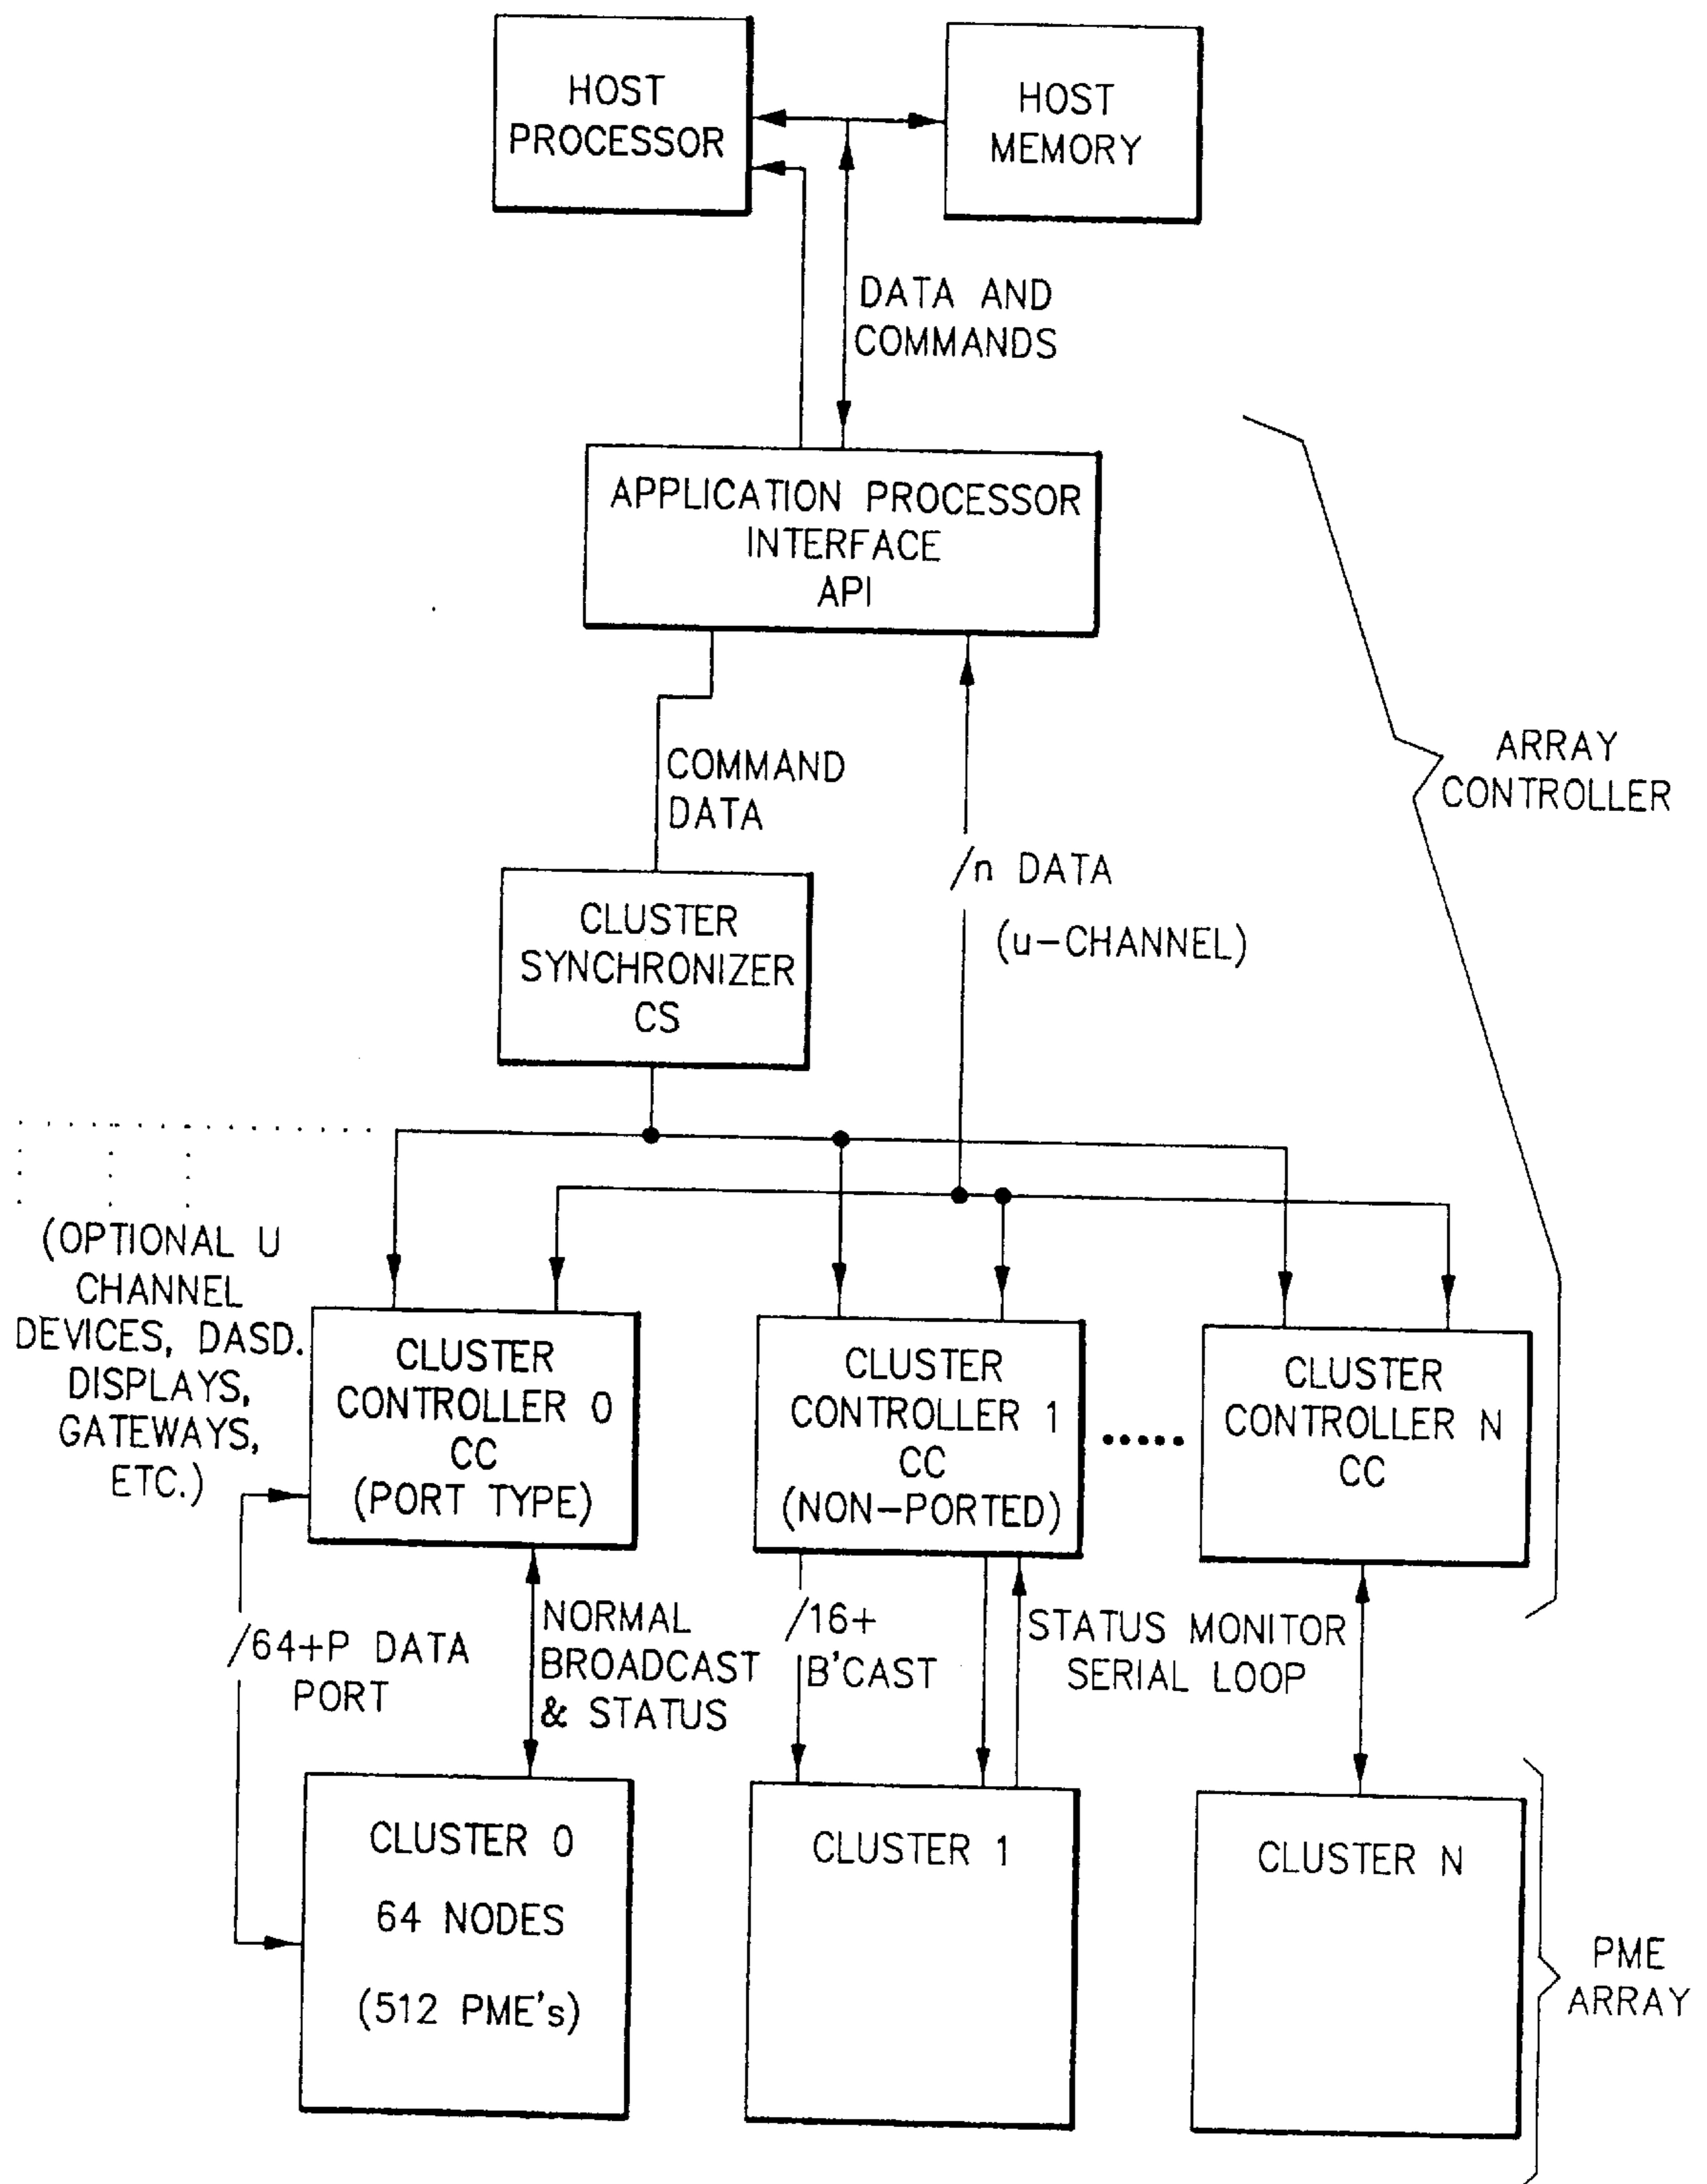 HOST
PROCESSOR
HOST
MEMORY
DATA AND
COMMANDS
APPLICATION PROCESSOR
INTERFACE
API
ARRAY
CONTROLLER
COMMAND
DATA
/n DATA
(u-CHANNEL)
CLUSTER
SYNCHRONIZER
CS
(OPTIONAL U
CHANNEL
DEVICES, DASD.
DISPLAYS,
GATEWAYS,
ETC.)
CLUSTER
CONTROLLER 0
CC
(PORT TYPE)
CLUSTER
CONTROLLER 1
CC
(NON-PORTED)
.....
CLUSTER
CONTROLLER N
CC
/64+P DATA
PORT
NORMAL
BROADCAST
& STATUS
/16+
B'CAST
STATUS MONITOR
SERIAL LOOP
CLUSTER 0
64 NODES
(512 PME's)
CLUSTER 1
CLUSTER N
PME
ARRAY